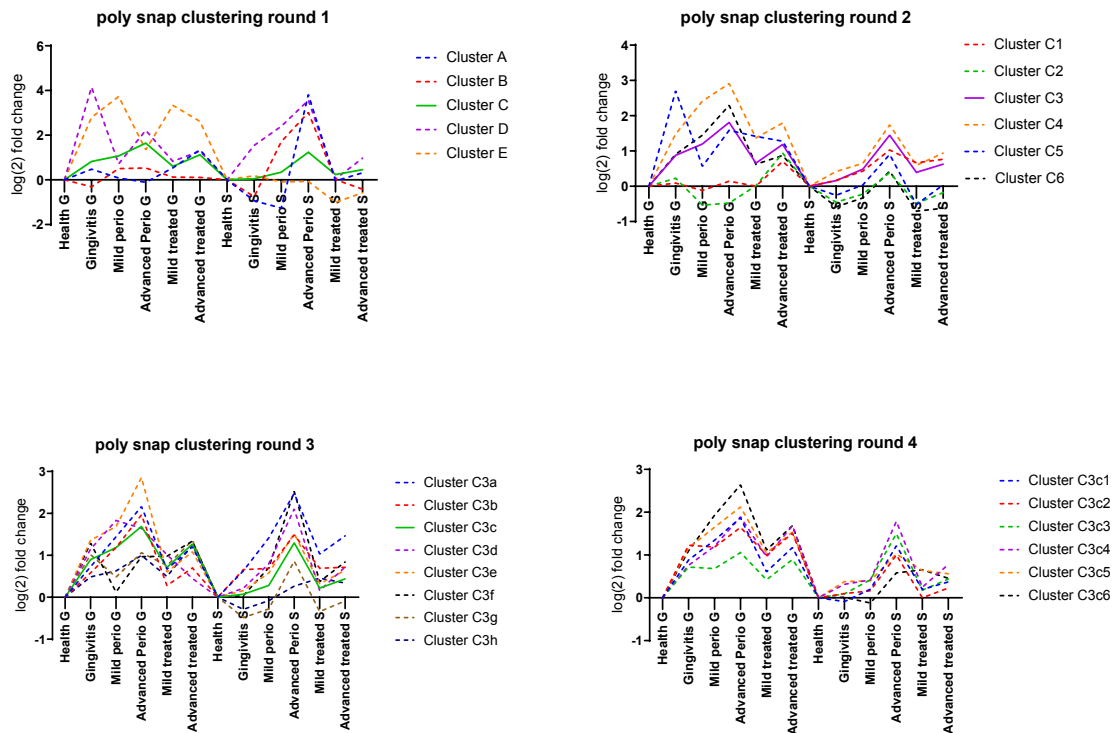 poly snap clustering round 1
log(2) fold change
6
4
2
0
-2
Health G
Gingivitis G
Mild perio G
Advanced Perio G
Mild treated G
Advanced treated G
Health S
Gingivitis S
Mild perio S
Advanced Perio S
Mild treated S
Advanced treated S
Cluster A
Cluster B
Cluster C
Cluster D
Cluster E
poly snap clustering round 2
log(2) fold change
4
3
2
1
0
-1
Health G
Gingivitis G
Mild perio G
Advanced Perio G
Mild treated G
Advanced treated G
Health S
Gingivitis S
Mild perio S
Advanced Perio S
Mild treated S
Advanced treated S
Cluster C1
Cluster C2
Cluster C3
Cluster C4
Cluster C5
Cluster C6
poly snap clustering round 3
log(2) fold change
3
2
1
0
-1
Health G
Gingivitis G
Mild perio G
Advanced Perio G
Mild treated G
Advanced treated G
Health S
Gingivitis S
Mild perio S
Advanced Perio S
Mild treated S
Advanced treated S
Cluster C3a
Cluster C3b
Cluster C3c
Cluster C3d
Cluster C3e
Cluster C3f
Cluster C3g
Cluster C3h
poly snap clustering round 4
log(2) fold change
3
2
1
0
-1
Health G
Gingivitis G
Mild perio G
Advanced Perio G
Mild treated G
Advanced treated G
Health S
Gingivitis S
Mild perio S
Advanced Perio S
Mild treated S
Advanced treated S
Cluster C3c1
Cluster C3c2
Cluster C3c3
Cluster C3c4
Cluster C3c5
Cluster C3c6